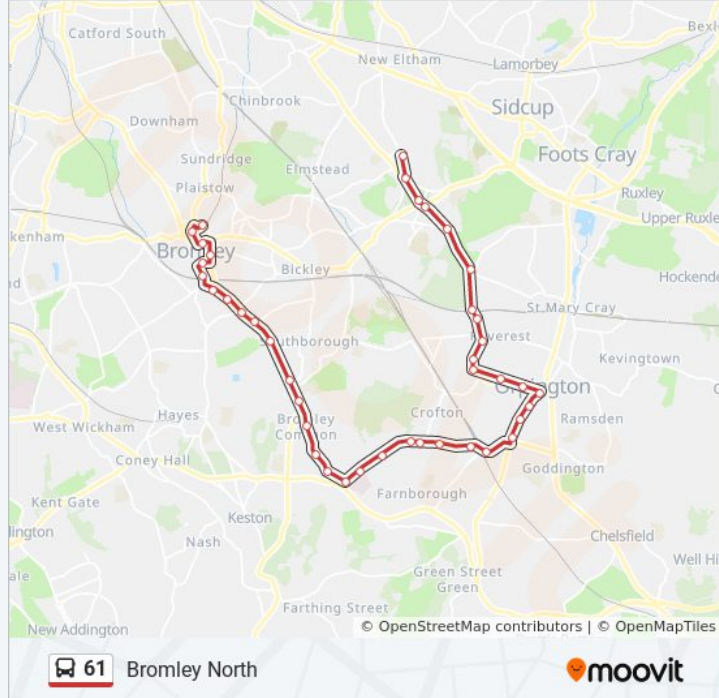 Catford South
New Eltham
Lamorbey
Bexl
Chinbrook
Sidcup
Downham
Foots Cray
Sundridge
Elmstead
Plaistow
Ruxley
Upper Ruxle
kenham
Bromley
Bickley
Hockende
St Mary Cray
Southborough
Kevingtown
Hayes
Crofton
Ramsden
West Wickham
Bromley
Common
Coney Hall
Goddington
Kent Gate
Farnborough
Keston
lington
Chelsfield
Nash
Well Hi
Green Street
Green
Farthing Street
New Addington
© OpenStreetMap contributors | © OpenMapTiles
61 Bromley North
moovit